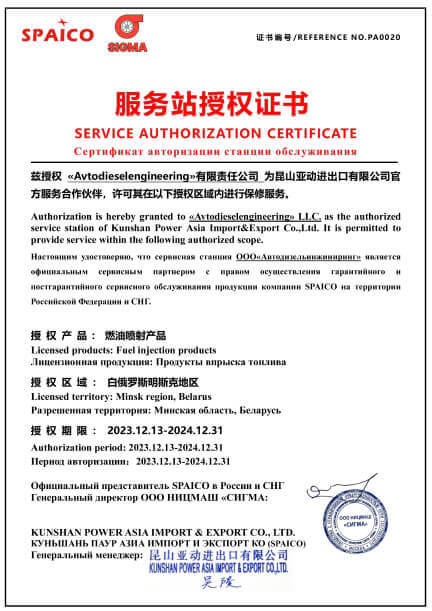 SPAICO
SIGMA
证书编号/REFERENCE NO.PA0020
服务站授权证书
SERVICE AUTHORIZATION CERTIFICATE
Сертификат авторизации станции обслуживания
兹授权 «Avtodieselengineering»有限责任公司 为昆山亚动进出口有限公司官
方服务合作伙伴，许可其在以下授权区域内进行保修服务。
Authorization is hereby granted to «Avtodieselengineering» LLC. as the authorized
service station of Kunshan Power Asia Import&Export Co.,Ltd. It is permitted to
provide service within the following authorized scope.
Настоящим удостоверяю, что сервисная станция ООО«Автодизельинжиниринг» является
официальным сервисным партнером с правом осуществления гарантийного и
постгарантийного сервисного обслуживания продукции компании SPAICO на территории
Российской Федерации и СНГ.
授 权 产 品： 燃油喷射产品
Licensed products: Fuel injection products
Лицензионная продукция: Продукты впрыска топлива
授 权 区 域： 白俄罗斯明斯克地区
Licensed territory: Minsk region, Belarus
Разрешенная территория: Минская область, Беларусь
授 权 期 限： 2023.12.13-2024.12.31
Authorization period: 2023.12.13-2024.12.31
Период авторизации: 2023.12.13-2024.12.31
Официальный представитель SPAICO в России и СНГ
Генеральный директор ООО НИЦМАШ «СИГМА:
ООО НИЦМАШ
«СИГМА»
KUNSHAN POWER ASIA IMPORT & EXPORT CO., LTD.
КУНЬШАНЬ ПАУР АЗИА ИМПОРТ И ЭКСПОРТ КО (SPAICO)
Генеральный менеджер: 昆山亚动进出口有限公司
KUNSHAN POWER ASIA IMPORT & EXPORT CO.,LTD.